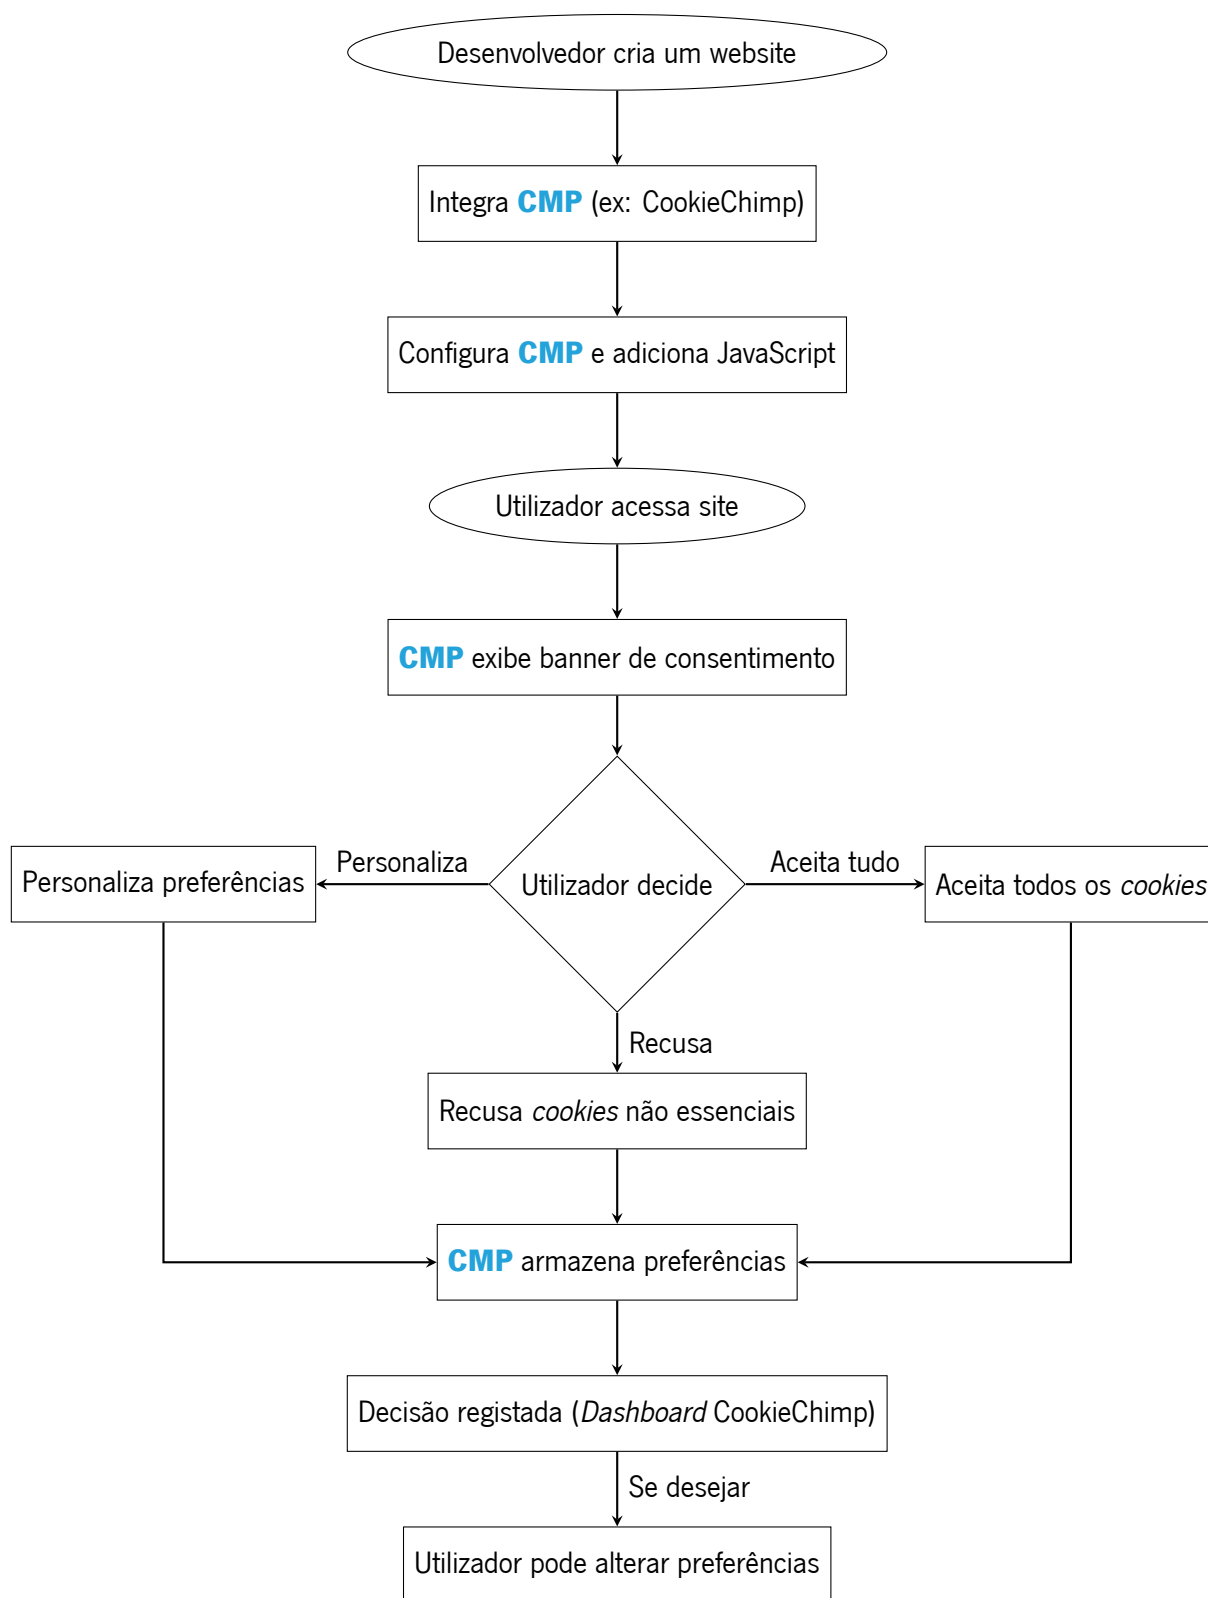 Desenvolvedor cria um website
Integra CMP (ex: CookieChimp)
Configura CMP e adiciona JavaScript
Utilizador acessa site
CMP exibe banner de consentimento
Personaliza
Aceita tudo
Personaliza preferências
Utilizador decide
Aceita todos os cookies
Recusa
Recusa cookies não essenciais
CMP armazena preferências
Decisão registada (Dashboard CookieChimp)
Se desejar
Utilizador pode alterar preferências